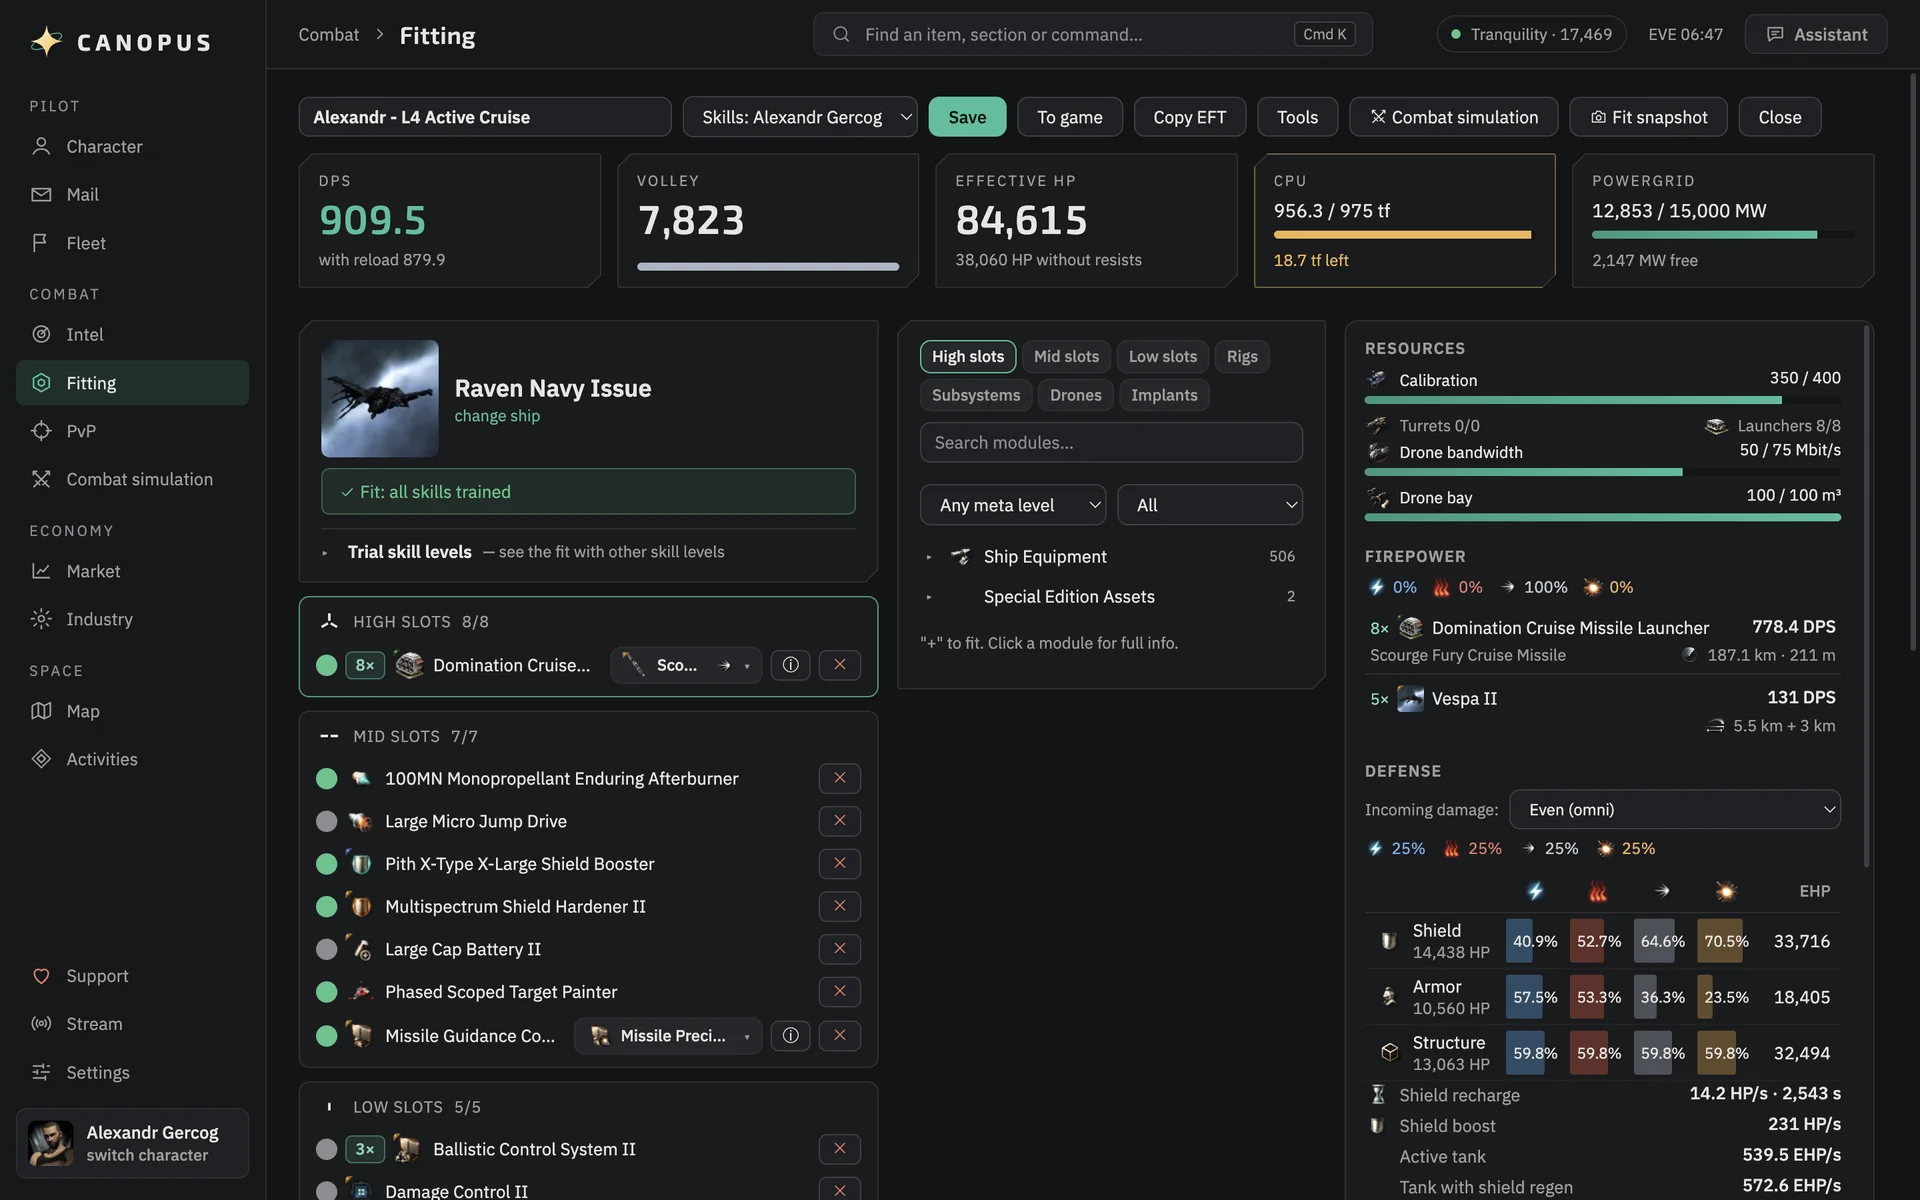 CANOPUS
Combat > Fitting
Find an item, section or command...
Cmd K
Tranquility · 17,469
EVE 06:47
Assistant
PILOT
Character
Mail
Fleet
COMBAT
Intel
Fitting
PvP
Combat simulation
ECONOMY
Market
Industry
SPACE
Map
Activities
Support
Stream
Settings
Alexandr Gercog
switch character
Alexandr - L4 Active Cruise
Skills: Alexandr Gercog
Save
To game
Copy EFT
Tools
Combat simulation
Fit snapshot
Close
DPS
909.5
with reload 879.9
VOLLEY
7,823
EFFECTIVE HP
84,615
38,060 HP without resists
CPU
956.3 / 975 tf
18.7 tf left
POWERGRID
12,853 / 15,000 MW
2,147 MW free
Raven Navy Issue
change ship
✓ Fit: all skills trained
Trial skill levels — see the fit with other skill levels
HIGH SLOTS 8/8
8× Domination Cruise... Sco...
MID SLOTS 7/7
100MN Monopropellant Enduring Afterburner
Large Micro Jump Drive
Pith X-Type X-Large Shield Booster
Multispectrum Shield Hardener II
Large Cap Battery II
Phased Scoped Target Painter
Missile Guidance Co... Missile Preci...
LOW SLOTS 5/5
3× Ballistic Control System II
Damage Control II
High slots
Mid slots
Low slots
Rigs
Subsystems
Drones
Implants
Search modules...
Any meta level
All
Ship Equipment 506
Special Edition Assets 2
"+" to fit. Click a module for full info.
RESOURCES
Calibration 350 / 400
Turrets 0/0 Launchers 8/8
Drone bandwidth 50 / 75 Mbit/s
Drone bay 100 / 100 m³
FIREPOWER
0% 0% 100% 0%
8× Domination Cruise Missile Launcher 778.4 DPS
Scourge Fury Cruise Missile 187.1 km · 211 m
5× Vespa II 131 DPS
5.5 km + 3 km
DEFENSE
Incoming damage: Even (omni)
25% 25% 25% 25%
EHP
Shield
14,438 HP
40.9% 52.7% 64.6% 70.5% 33,716
Armor
10,560 HP
57.5% 53.3% 36.3% 23.5% 18,405
Structure
13,063 HP
59.8% 59.8% 59.8% 59.8% 32,494
Shield recharge 14.2 HP/s · 2,543 s
Shield boost 231 HP/s
Active tank 539.5 EHP/s
Tank with shield regen 572.6 EHP/s